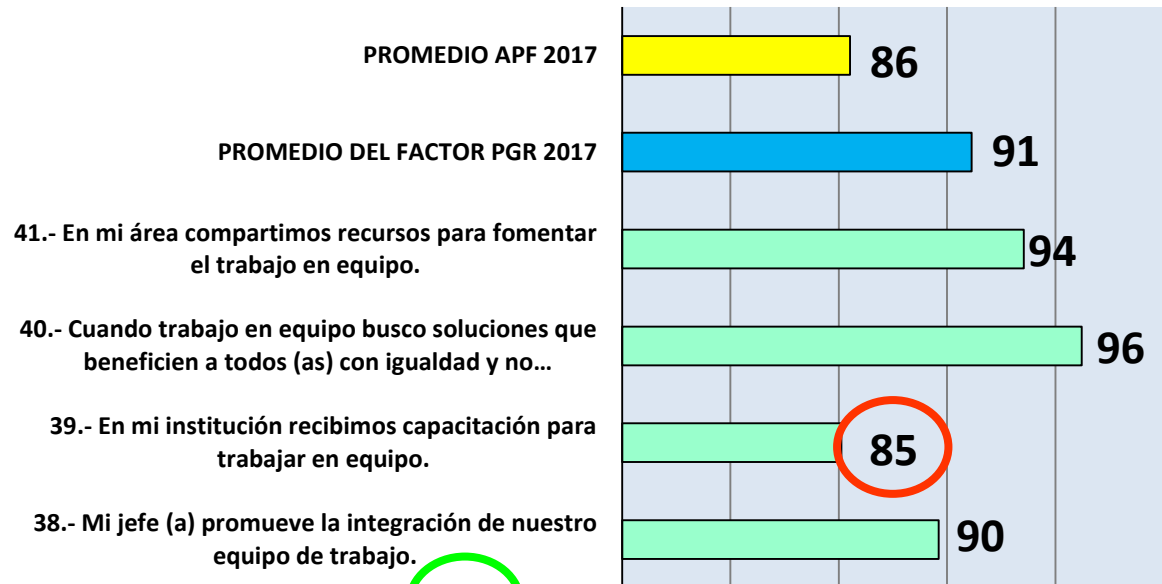 PROMEDIO APF 2017
86
PROMEDIO DEL FACTOR PGR 2017
91
41.- En mi área compartimos recursos para fomentar
el trabajo en equipo.
94
40.- Cuando trabajo en equipo busco soluciones que
beneficien a todos (as) con igualdad y no...
96
39.- En mi institución recibimos capacitación para
trabajar en equipo.
85
38.- Mi jefe (a) promueve la integración de nuestro
equipo de trabajo.
90